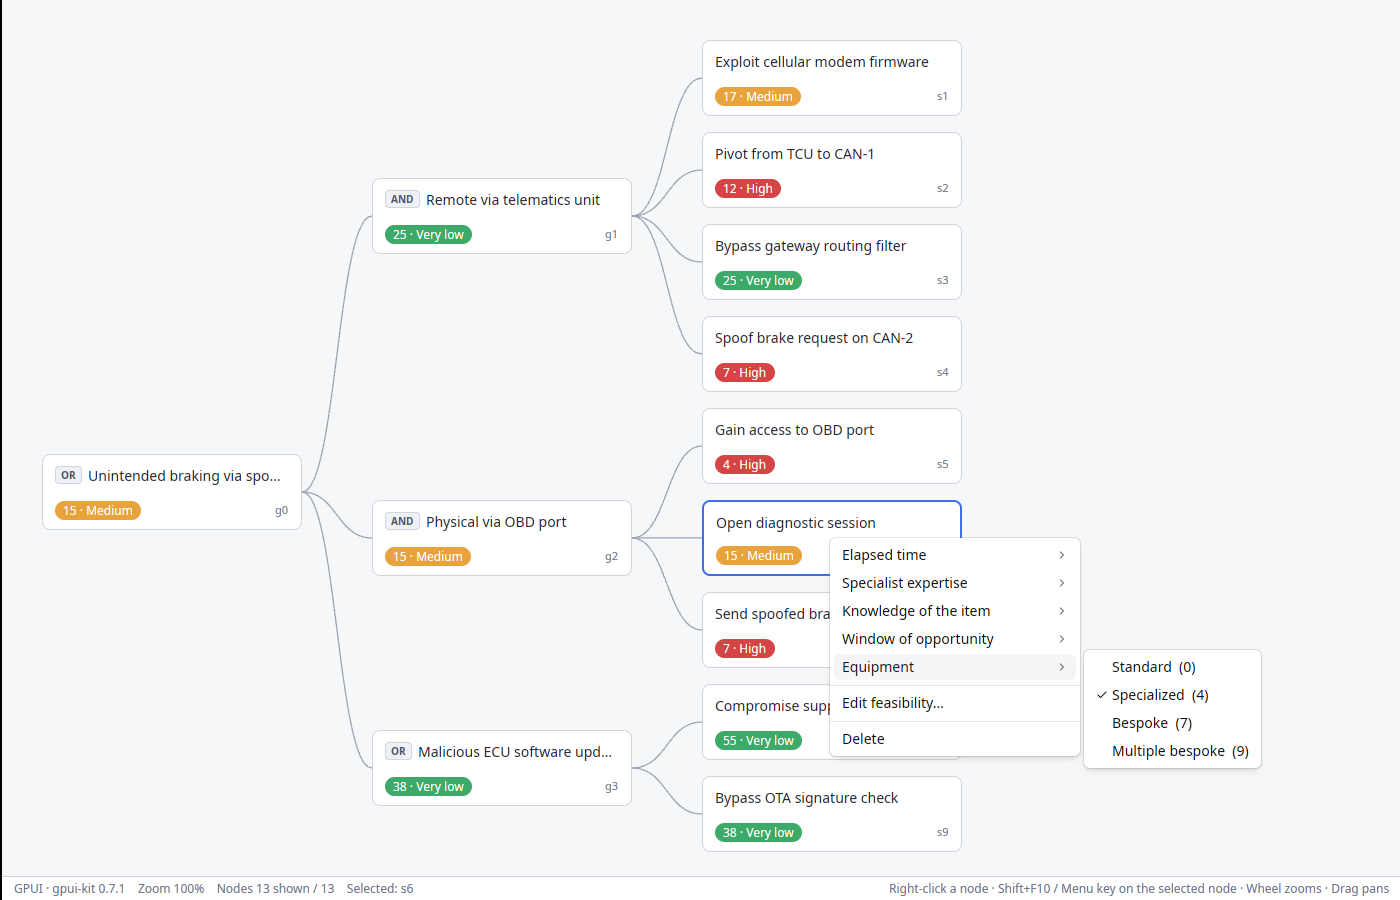 Exploit cellular modem firmware
17 · Medium
s1
Pivot from TCU to CAN-1
12 · High
s2
AND Remote via telematics unit
25 · Very low
g1
Bypass gateway routing filter
25 · Very low
s3
Spoof brake request on CAN-2
7 · High
s4
Gain access to OBD port
4 · High
s5
OR Unintended braking via spo...
15 · Medium
g0
AND Physical via OBD port
15 · Medium
g2
Open diagnostic session
15 · Medium
Elapsed time
Specialist expertise
Knowledge of the item
Window of opportunity
Equipment
Edit feasibility...
Delete
Standard (0)
Specialized (4)
Bespoke (7)
Multiple bespoke (9)
Send spoofed bra
7 · High
Compromise supp
55 · Very low
OR Malicious ECU software upd...
38 · Very low
g3
Bypass OTA signature check
38 · Very low
s9
GPUI · gpui-kit 0.7.1 Zoom 100% Nodes 13 shown / 13 Selected: s6
Right-click a node · Shift+F10 / Menu key on the selected node · Wheel zooms · Drag pans